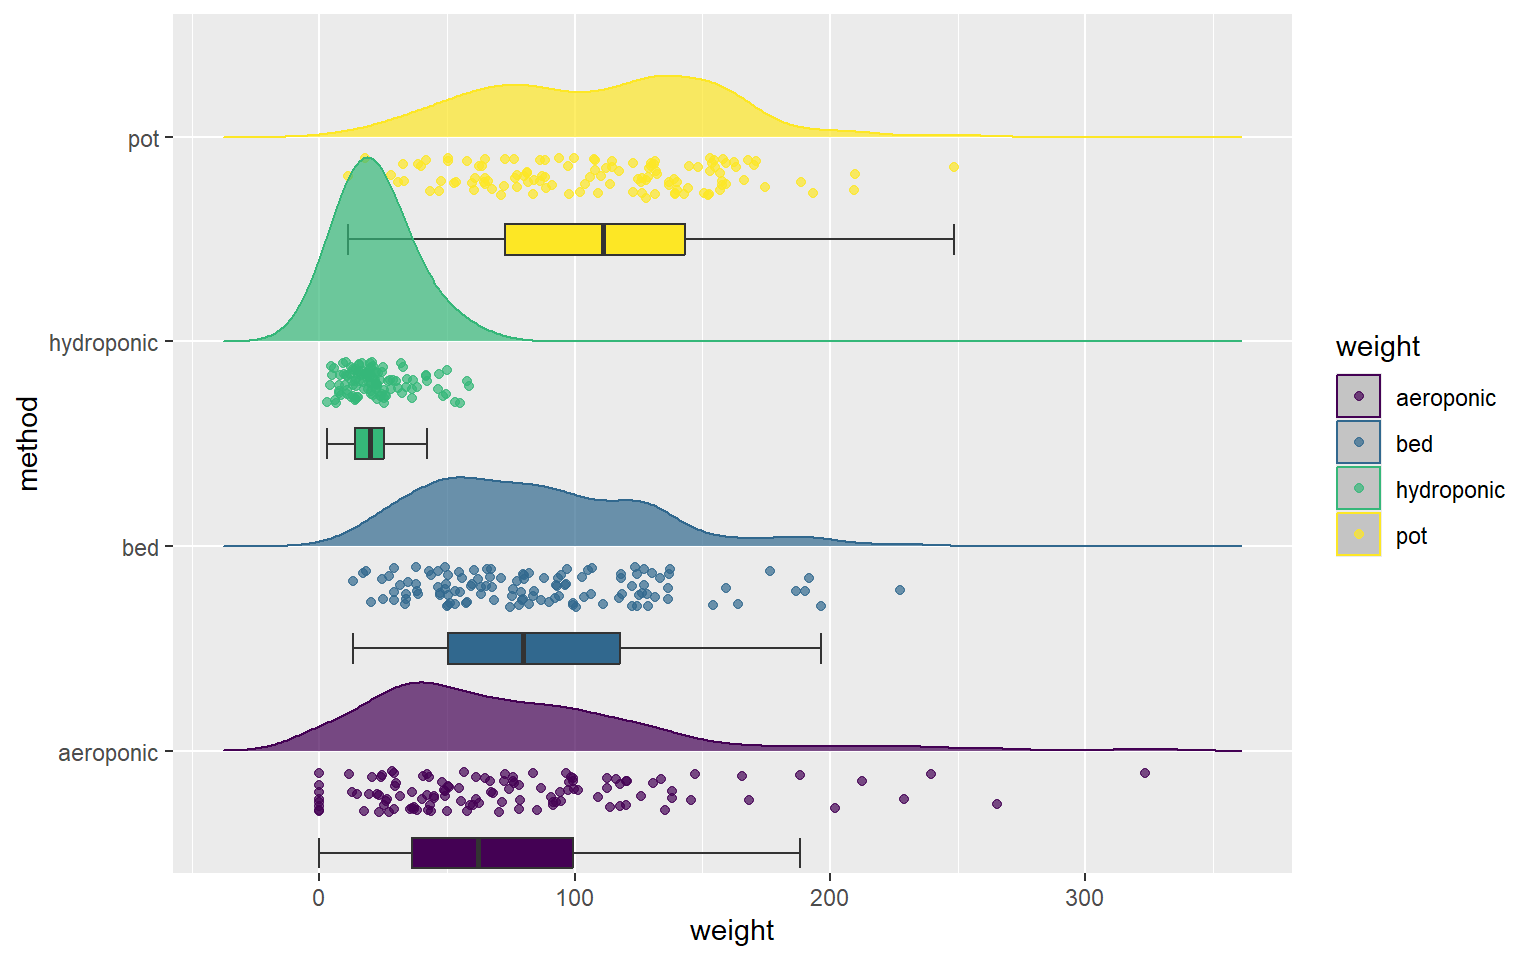 pot
hydroponic
bed
aeroponic
method
0 100 200 300
weight
weight
aeroponic
bed
hydroponic
pot